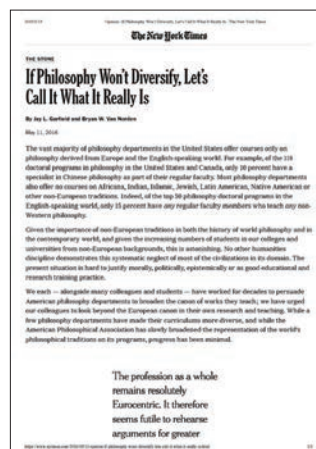 The New York Times
THE STONE
If Philosophy Won't Diversify, Let's
Call It What It Really Is
By Jay L. Garfield and Bryan W. Van Norden
May 11, 2016
The vast majority of philosophy departments in the United States offer courses only on
philosophy derived from Europe and the English-speaking world. For example, of the 118
doctoral programs in philosophy in the United States and Canada, only 10 percent have a
specialist in Chinese philosophy as part of their regular faculty. Most philosophy departments
also offer no courses on Africana, Indian, Islamic, Jewish, Latin American, Native American or
other non-European traditions. Indeed, of the top 50 philosophy doctoral programs in the
English-speaking world, only 15 percent have any regular faculty members who teach any non-
Western philosophy.
Given the importance of non-European traditions in both the history of world philosophy and in
the contemporary world, and given the increasing numbers of students in our colleges and
universities from non-European backgrounds, this is astonishing. No other humanities
discipline demonstrates this systematic neglect of most of the civilizations in its domain. The
present situation is hard to justify morally, politically, epistemically or as good educational and
research training practice.
We each — alongside many colleagues and students — have worked for decades to persuade
American philosophy departments to broaden the canon of works they teach; we have urged
our colleagues to look beyond the European canon in their own research and teaching. While a
few philosophy departments have made their curriculums more diverse, and while the
American Philosophical Association has slowly broadened the representation of the world's
philosophical traditions on its programs, progress has been minimal.
The profession as a whole
remains resolutely
Eurocentric. It therefore
seems futile to rehearse
arguments for greater